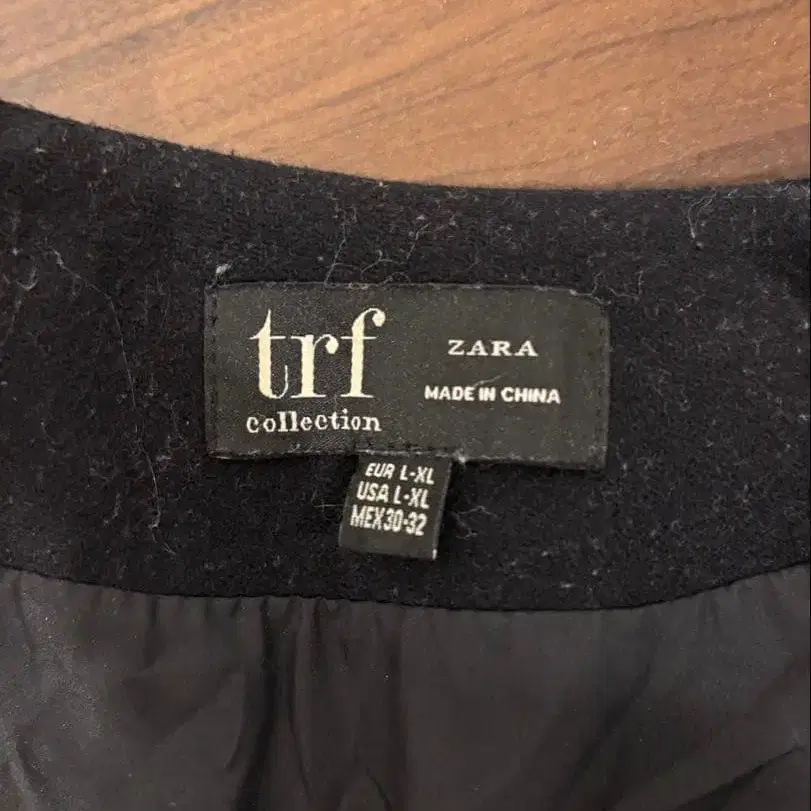 trf
collection
ZARA
MADE IN CHINA
EUR L-XL
USA L-XL
MEX30-32